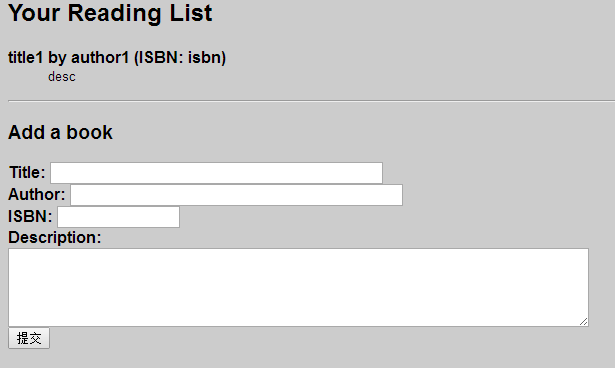 Your Reading List
title1 by author1 (ISBN: isbn)
desc
Add a book
Title:
Author:
ISBN:
Description:
提交